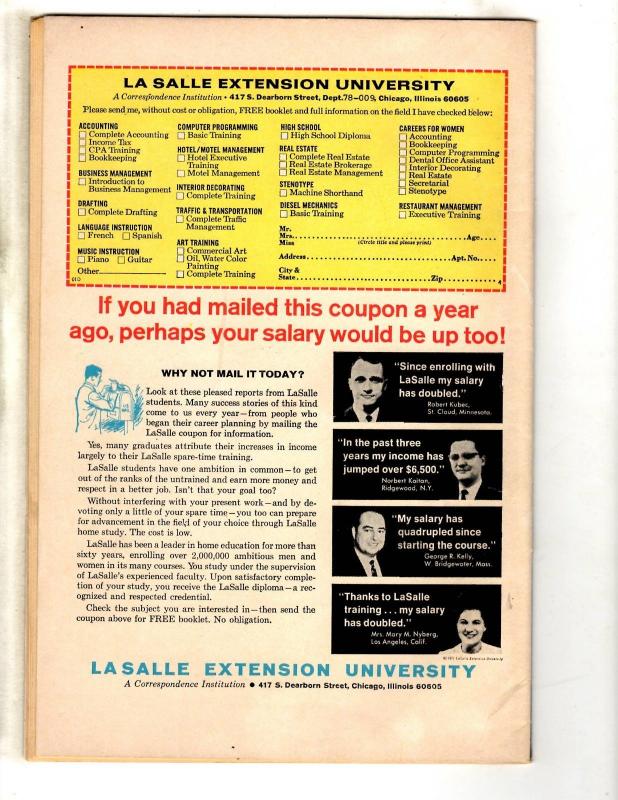 LA SALLE EXTENSION UNIVERSITY
A Correspondence Institution • 417 S. Dearborn Street, Dept. 78-009, Chicago, Illinois 60605
Please send me, without cost or obligation, FREE booklet and full information on the field I have checked below:
ACCOUNTING
Complete Accounting
Income Tax
CPA Training
Bookkeeping
BUSINESS MANAGEMENT
Introduction to
Business Management
DRAFTING
Complete Drafting
LANGUAGE INSTRUCTION
French Spanish
MUSIC INSTRUCTION
Piano Guitar
Other
COMPUTER PROGRAMMING
Basic Training
HOTEL/MOTEL MANAGEMENT
Hotel Executive
Training
Motel Management
INTERIOR DECORATING
Complete Training
TRAFFIC & TRANSPORTATION
Complete Traffic
Management
ART TRAINING
Commercial Art
Oil, Water Color
Painting
Complete Training
HIGH SCHOOL
High School Diploma
REAL ESTATE
Complete Real Estate
Real Estate Brokerage
Real Estate Management
STENOTYPE
Machine Shorthand
DIESEL MECHANICS
Basic Training
CAREERS FOR WOMEN
Accounting
Bookkeeping
Computer Programming
Dental Office Assistant
Interior Decorating
Real Estate
Secretarial
Stenotype
RESTAURANT MANAGEMENT
Executive Training
Mr.
Mrs. Age
Miss (Circle title and please print)
Address Apt. No.
City &
State Zip
4
If you had mailed this coupon a year
ago, perhaps your salary would be up too!
WHY NOT MAIL IT TODAY?
Look at these pleased reports from LaSalle
students. Many success stories of this kind
come to us every year—from people who
began their career planning by mailing the
LaSalle coupon for information.
Yes, many graduates attribute their increases in income
largely to their LaSalle spare-time training.
LaSalle students have one ambition in common—to get
out of the ranks of the untrained and earn more money and
respect in a better job. Isn't that your goal too?
Without interfering with your present work—and by de-
voting only a little of your spare time—you too can prepare
for advancement in the field of your choice through LaSalle
home study. The cost is low.
LaSalle has been a leader in home education for more than
sixty years, enrolling over 2,000,000 ambitious men and
women in its many courses. You study under the supervision
of LaSalle's experienced faculty. Upon satisfactory comple-
tion of your study, you receive the LaSalle diploma—a rec-
ognized and respected credential.
Check the subject you are interested in—then send the
coupon above for FREE booklet. No obligation.
"Since enrolling with
LaSalle my salary
has doubled."
Robert Kubec,
St. Cloud, Minnesota.
"In the past three
years my income has
jumped over $6,500."
Norbert Kaitan,
Ridgewood, N.Y.
"My salary has
quadrupled since
starting the course."
George R. Kelly,
W. Bridgewater, Mass.
"Thanks to LaSalle
training . . . my salary
has doubled."
Mrs. Mary M. Nyberg,
Los Angeles, Calif.
LASALLE EXTENSION UNIVERSITY
A Correspondence Institution • 417 S. Dearborn Street, Chicago, Illinois 60605